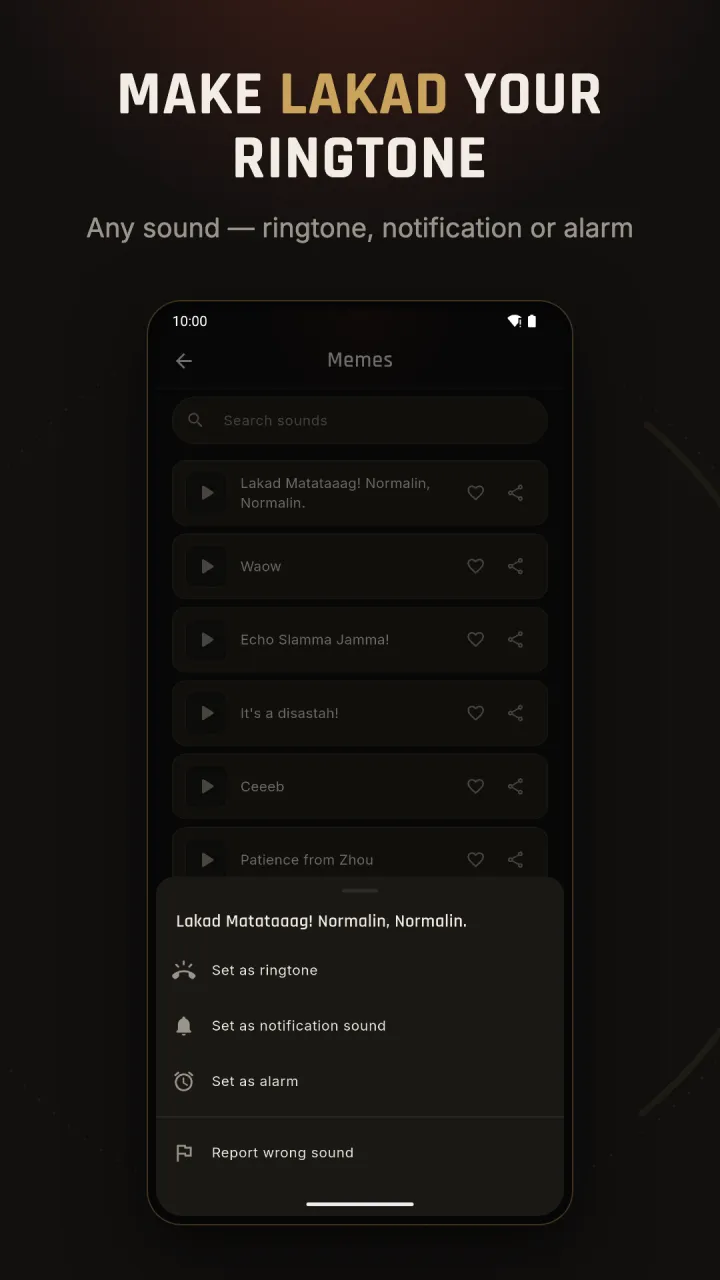 MAKE LAKAD YOUR
RINGTONE
Any sound — ringtone, notification or alarm
10:00
Memes
Search sounds
Lakad Matataaag! Normalin,
Normalin.
Waow
Echo Slamma Jamma!
It's a disastah!
Ceeeb
Patience from Zhou
Lakad Matataaag! Normalin, Normalin.
Set as ringtone
Set as notification sound
Set as alarm
Report wrong sound